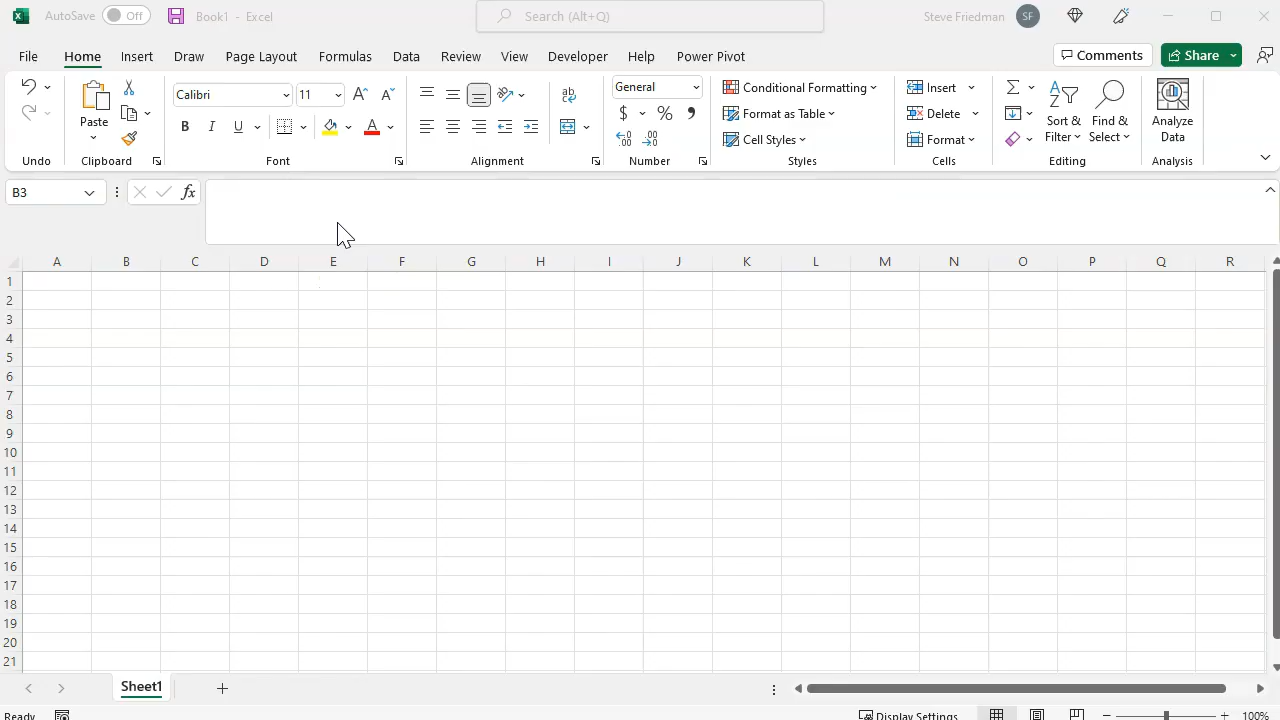 AutoSave Off Book1 - Excel Search (Alt+Q) Steve Friedman SF
File Home Insert Draw Page Layout Formulas Data Review View Developer Help Power Pivot Comments Share
Calibri 11 General Conditional Formatting Insert
Paste Format as Table Delete Sort & Filter Find & Select Analyze Data
B I U A $ % Cell Styles Format
Undo Clipboard Font Alignment Number Styles Cells Editing Analysis
B3 fx
A B C D E F G H I J K L M N O P Q R
1
2
3
4
5
6
7
8
9
10
11
12
13
14
15
16
17
18
19
20
21
Sheet1
Ready Display Settings 100%